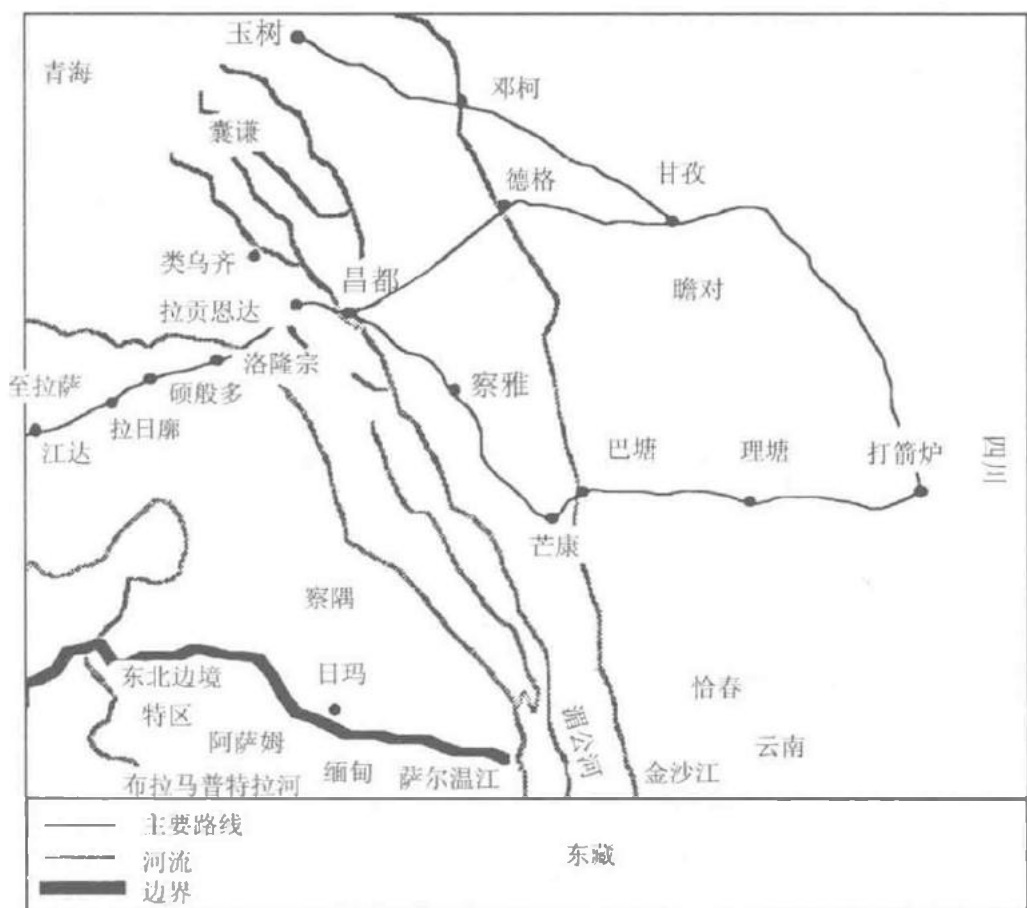 玉树
青海
邓柯
囊谦
甘孜
德格
类乌齐
昌都
瞻对
拉贡恩达
洛隆宗
至拉萨
硕般多
察雅
拉日廓
江达
巴塘
理塘
打箭炉
四川
芒康
察隅
东北边境
特区
日玛
恰春
阿萨姆
湄公河
云南
布拉马普特拉河
缅甸
萨尔温江
金沙江
主要路线
河流
边界
东藏